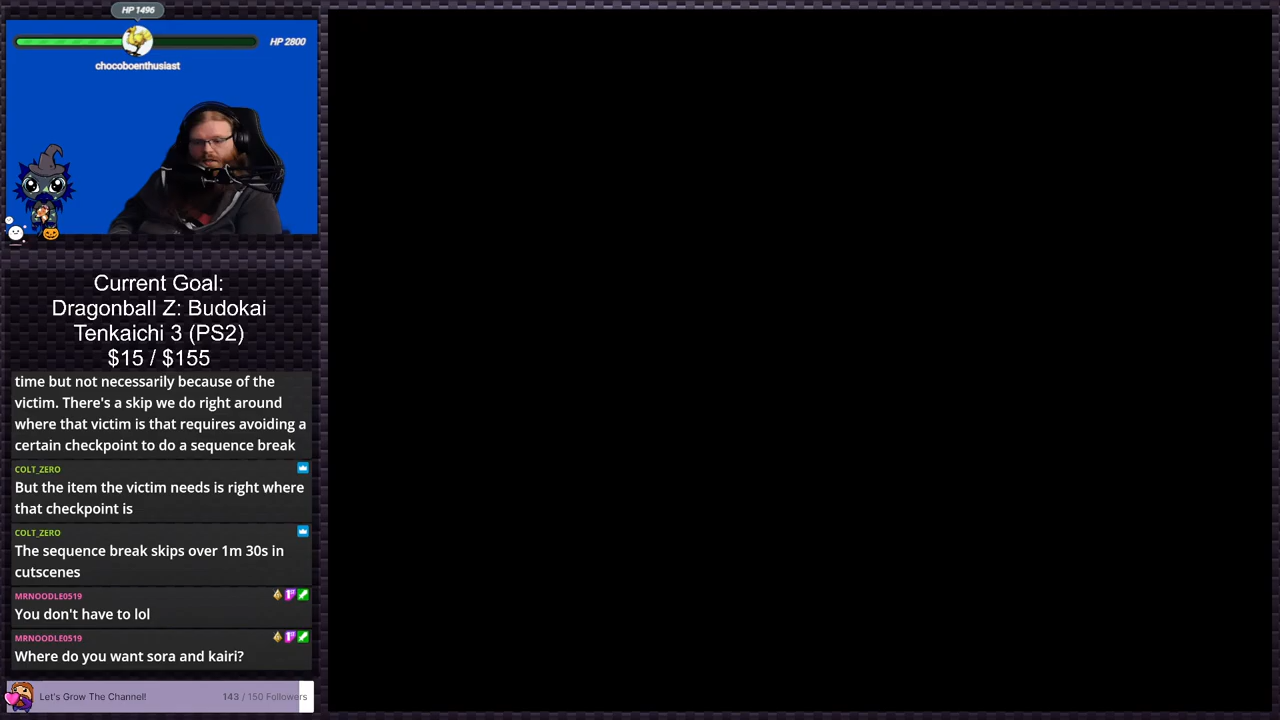 HP 1496
HP 2800
chocoboenthusiast
Current Goal:
Dragonball Z: Budokai
Tenkaichi 3 (PS2)
$15 / $155
time but not necessarily because of the
victim. There's a skip we do right around
where that victim is that requires avoiding a
certain checkpoint to do a sequence break
COLT_ZERO
But the item the victim needs is right where
that checkpoint is
COLT_ZERO
The sequence break skips over 1m 30s in
cutscenes
MRNOODLE0519
You don't have to lol
MRNOODLE0519
Where do you want sora and kairi?
Let's Grow The Channel! 143 / 150 Followers